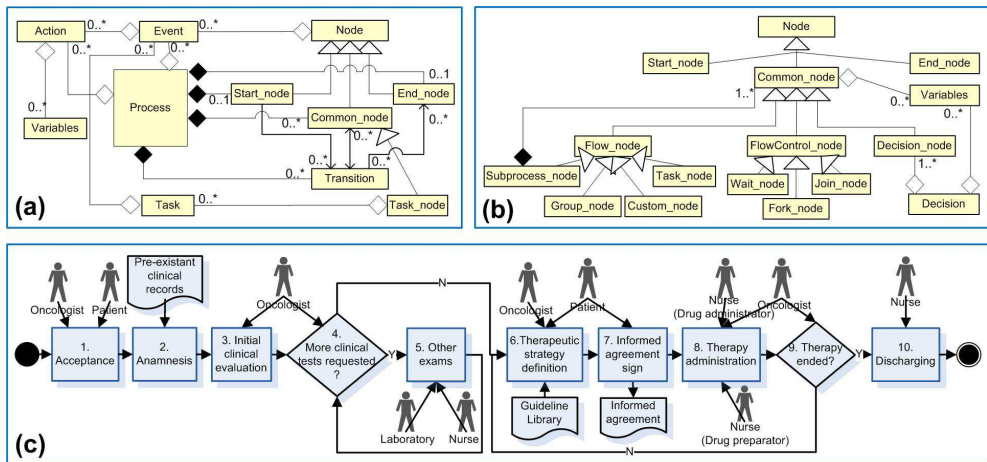 Action
0..*
Event
0..*
Node
0..*
0..*
0..*
0..*
Process
0..1
0..1
Start_node
End_node
0..*
Common_node
0..*
Variables
0..*
0..*
0..*
0..*
Transition
(a)
Task
0..*
Task_node
Node
Start_node
End_node
Common_node
1..*
0..*
Variables
0..*
Flow_node
FlowControl_node
Decision_node
1..*
Subprocess_node
Task_node
Wait_node
Join_node
Group_node
Custom_node
Fork_node
Decision
(b)
Pre-existant
clinical
records
N
Oncologist
Patient
Oncologist
Oncologist
Patient
Nurse
(Drug administrator)
Oncologist
Nurse
1.
Acceptance
2.
Anamnesis
3. Initial
clinical
evaluation
4.
More clinical
tests requested
?
Y
5. Other
exams
6.Therapeutic
strategy
definition
7. Informed
agreement
sign
8. Therapy
administration
9. Therapy
ended?
Y
10.
Discharging
Guideline
Library
Informed
agreement
N
Laboratory
Nurse
Nurse
(Drug preparator)
(c)